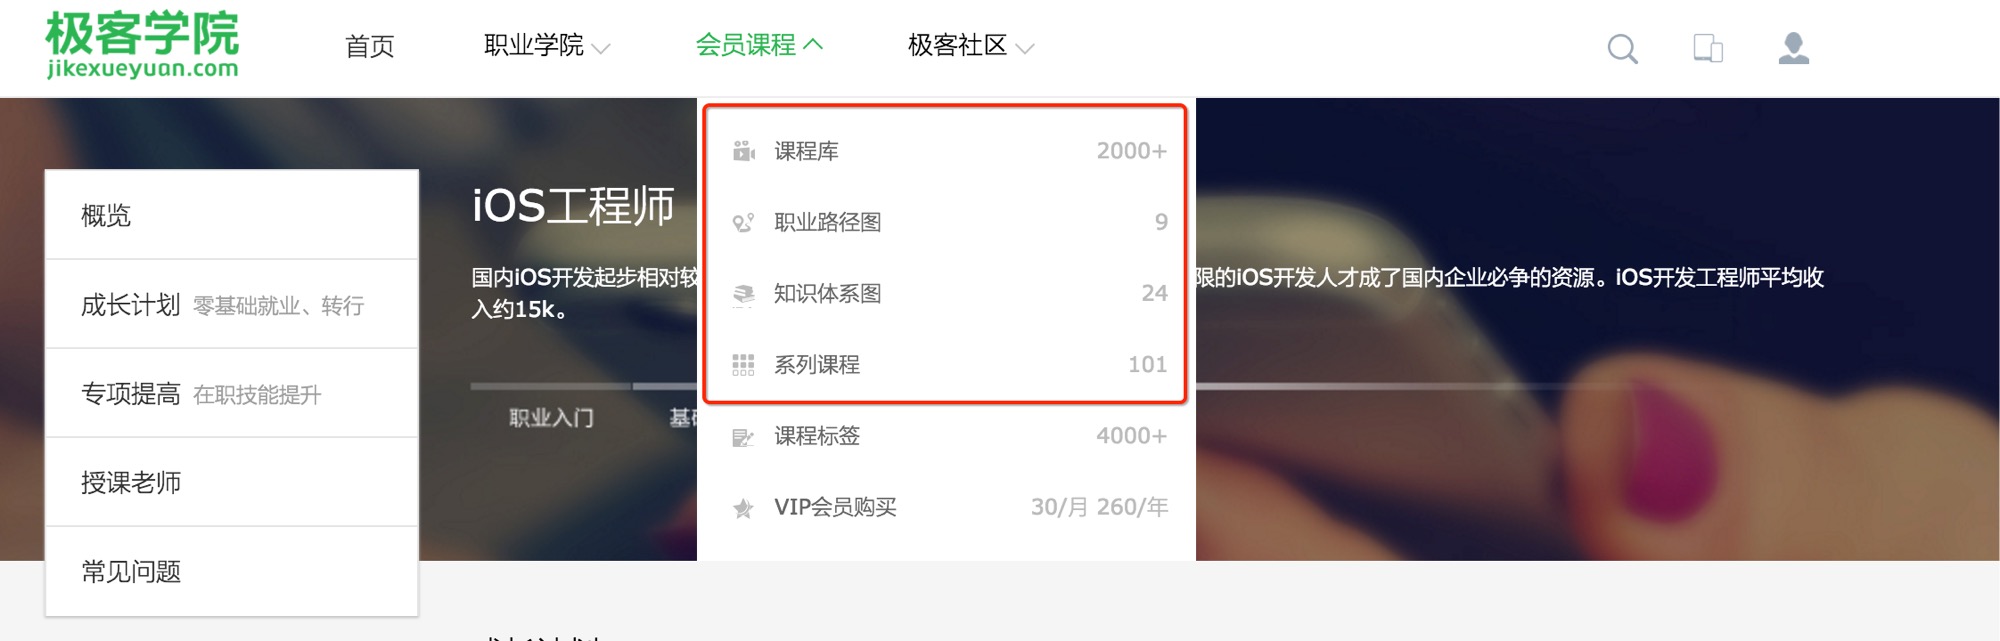 极客学院
jikexueyuan.com
首页
职业学院
会员课程
极客社区
概览
成长计划 零基础就业、转行
专项提高 在职技能提升
授课老师
常见问题
iOS工程师
国内iOS开发起步相对较
限的iOS开发人才成了国内企业必争的资源。iOS开发工程师平均收
入约15k。
职业入门
基
课程库 2000+
职业路径图 9
知识体系图 24
系列课程 101
课程标签 4000+
VIP会员购买 30/月 260/年